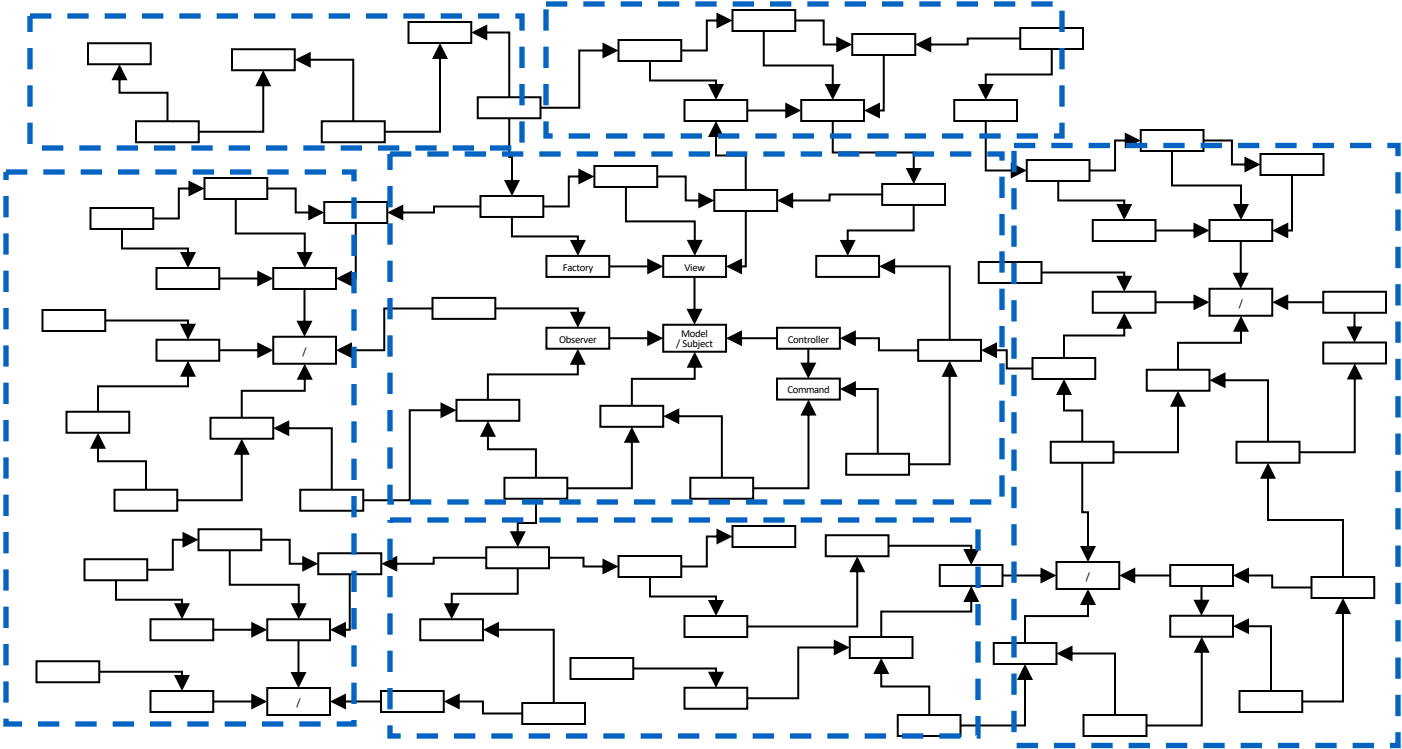 Factory
View
Observer
Model
/ Subject
Controller
Command
/
/
/
/